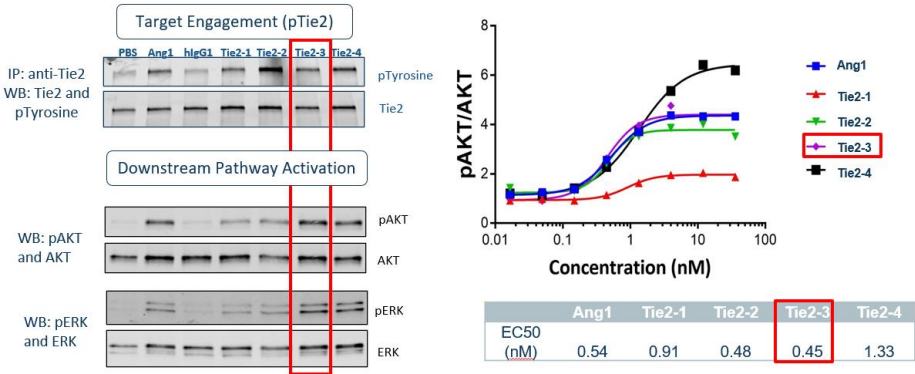 Target Engagement (pTie2)
PBS Ang1 hIgG1 Tie2-1 Tie2-2 Tie2-3 Tie2-4
IP: anti-Tie2
WB: Tie2 and
pTyrosine
pTyrosine
Tie2
Downstream Pathway Activation
WB: pAKT
and AKT
pAKT
AKT
WB: pERK
and ERK
pERK
ERK
pAKT/AKT
8
6
4
2
0
0.01 0.1 1 10 100
Concentration (nM)
Ang1
Tie2-1
Tie2-2
Tie2-3
Tie2-4
Ang1 Tie2-1 Tie2-2 Tie2-3 Tie2-4
EC50
(nM) 0.54 0.91 0.48 0.45 1.33